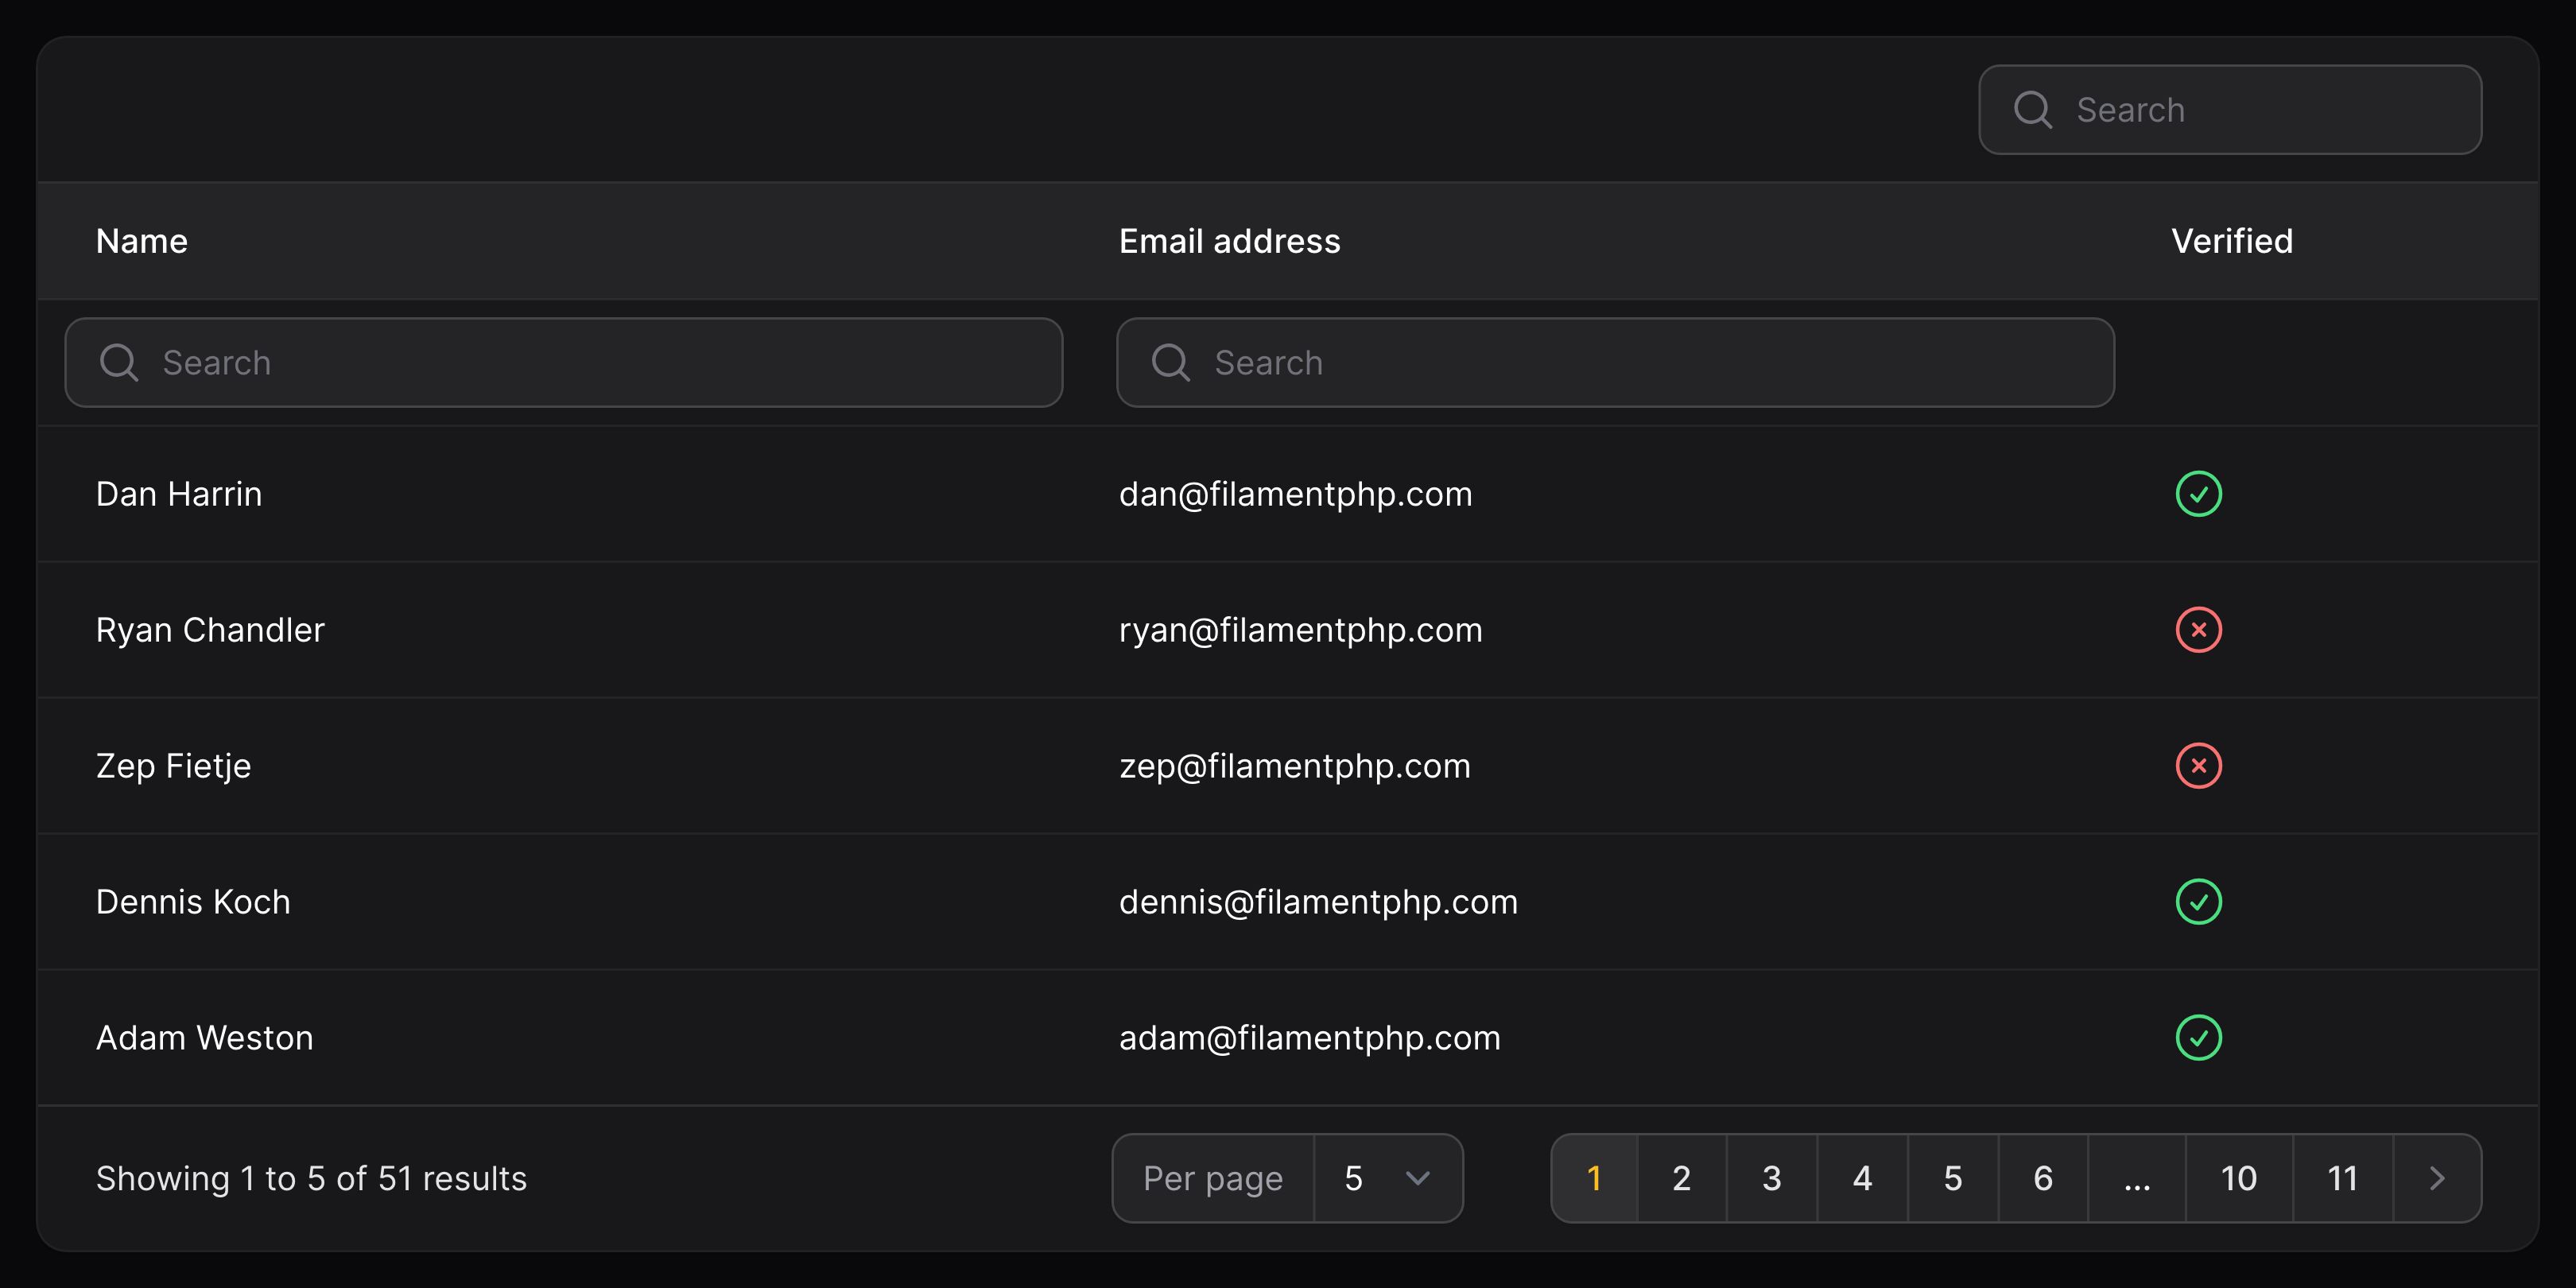 Search
Name Email address Verified
Search Search
Dan Harrin dan@filamentphp.com
Ryan Chandler ryan@filamentphp.com
Zep Fietje zep@filamentphp.com
Dennis Koch dennis@filamentphp.com
Adam Weston adam@filamentphp.com
Showing 1 to 5 of 51 results Per page 5 1 2 3 4 5 6 ... 10 11